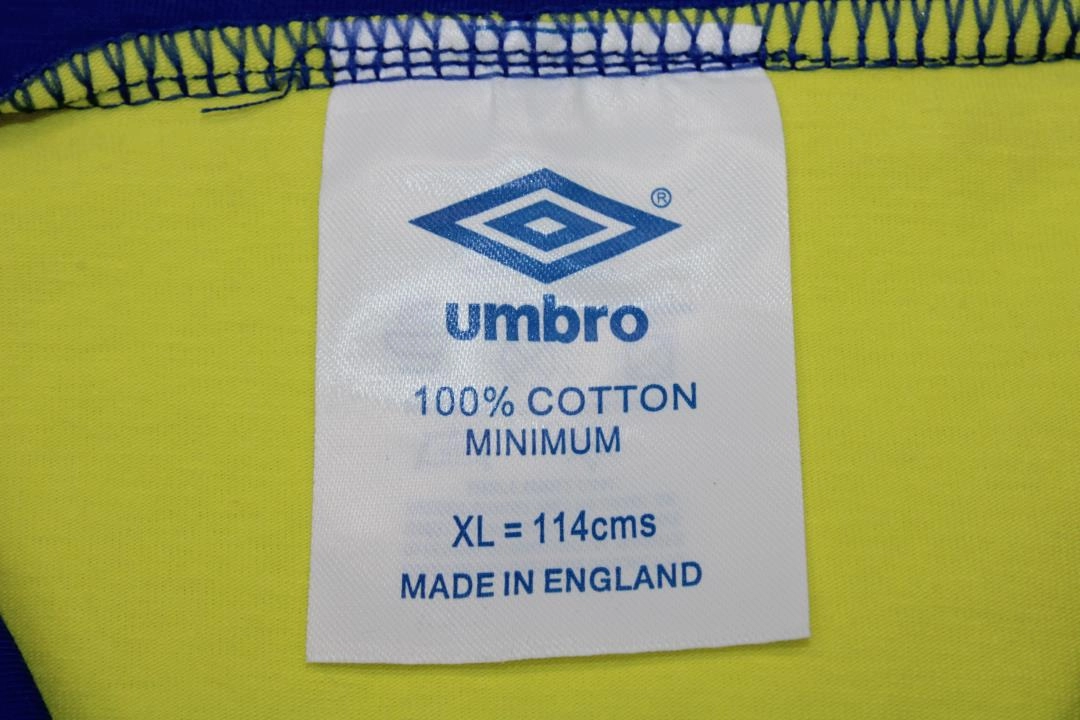 ®
umbro
100% COTTON
MINIMUM
XL = 114cms
MADE IN ENGLAND